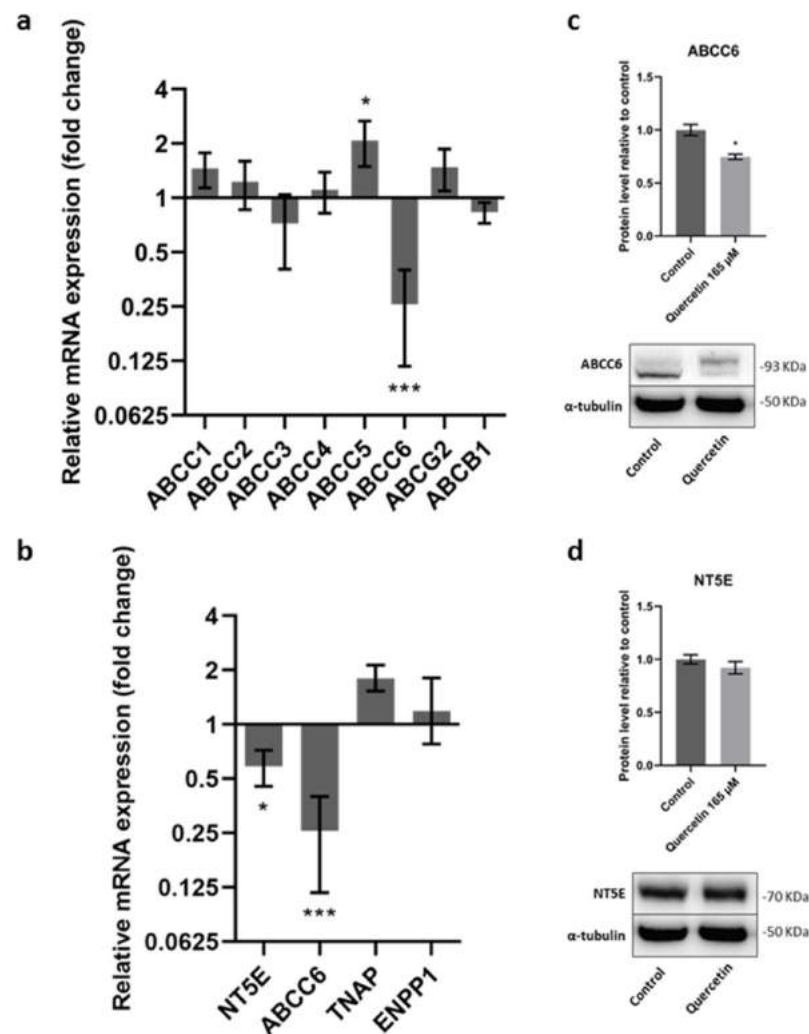 a
Relative mRNA expression (fold change)
4
2
1
0.5
0.25
0.125
0.0625
*
***
ABCC1
ABCC2
ABCC3
ABCC4
ABCC5
ABCC6
ABCG2
ABCB1
b
Relative mRNA expression (fold change)
4
2
1
0.5
0.25
0.125
0.0625
*
***
NT5E
ABCC6
TNAP
ENPP1
c
ABCC6
Protein level relative to control
1.5
1.0
0.5
0.0
*
Control
Quercetin 165 µM
ABCC6
-93 KDa
α-tubulin
-50 KDa
Control
Quercetin
d
NT5E
Protein level relative to control
1.5
1.0
0.5
0.0
Control
Quercetin 165 µM
NT5E
-70 KDa
α-tubulin
-50 KDa
Control
Quercetin